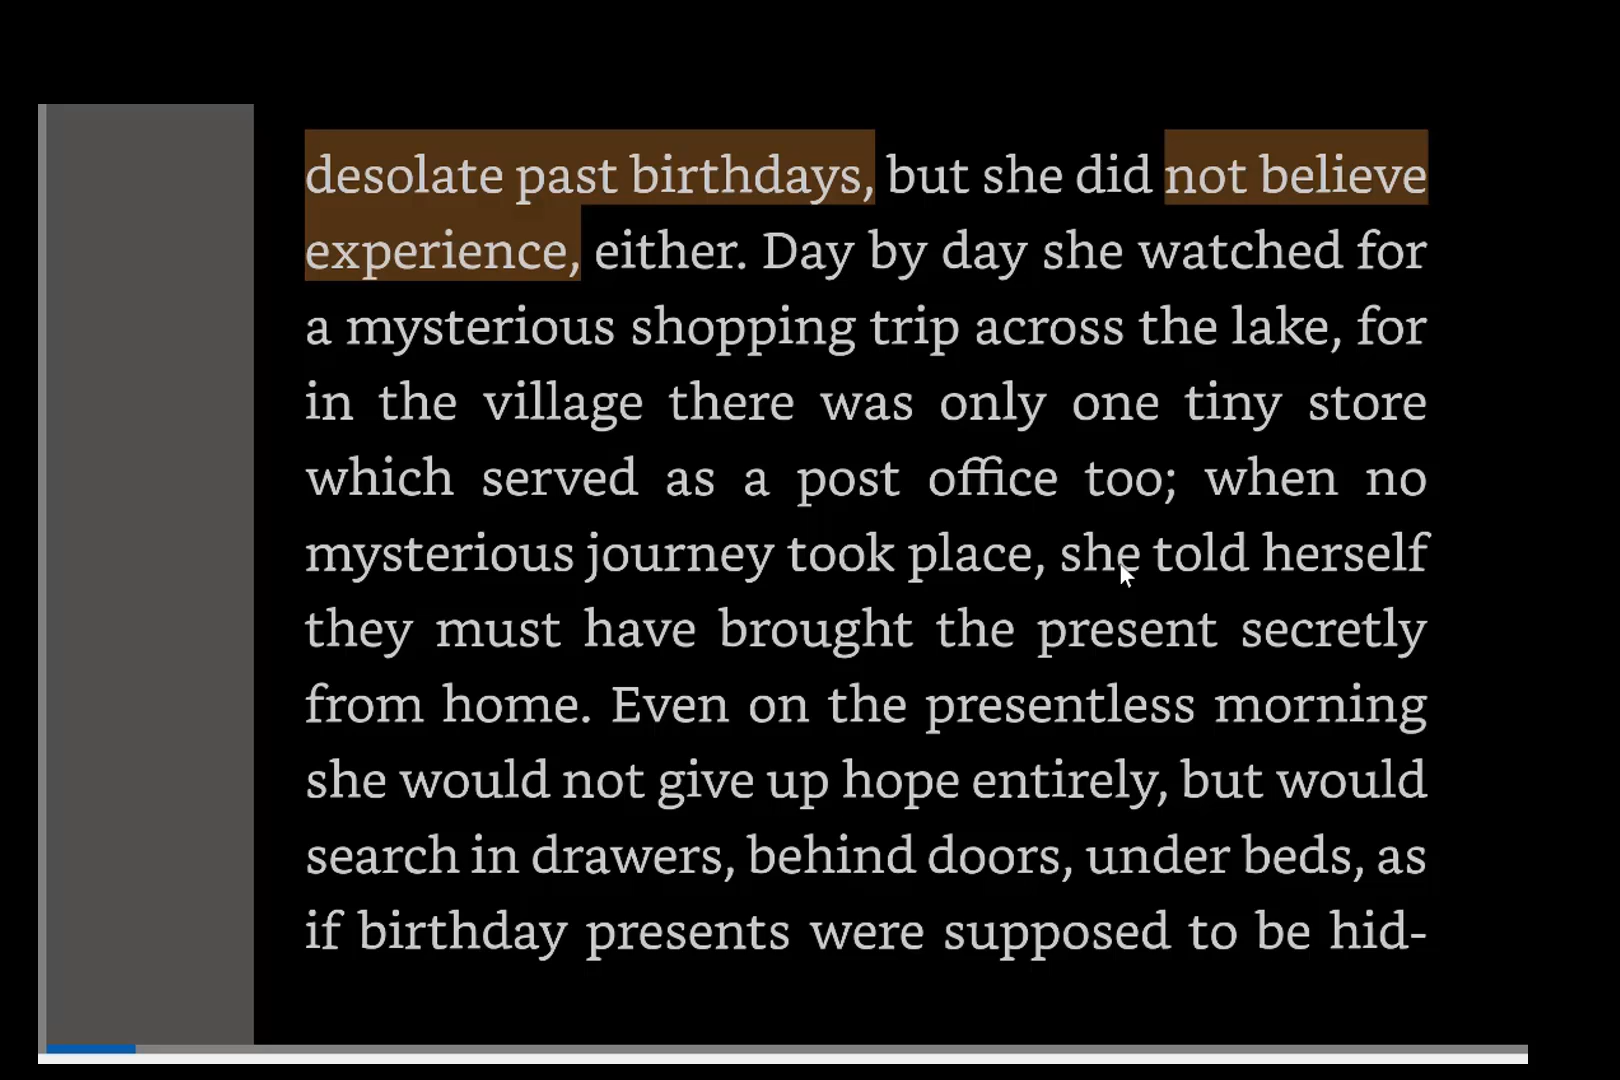 desolate past birthdays, but she did not believe
experience, either. Day by day she watched for
a mysterious shopping trip across the lake, for
in the village there was only one tiny store
which served as a post office too; when no
mysterious journey took place, she told herself
they must have brought the present secretly
from home. Even on the presentless morning
she would not give up hope entirely, but would
search in drawers, behind doors, under beds, as
if birthday presents were supposed to be hid-